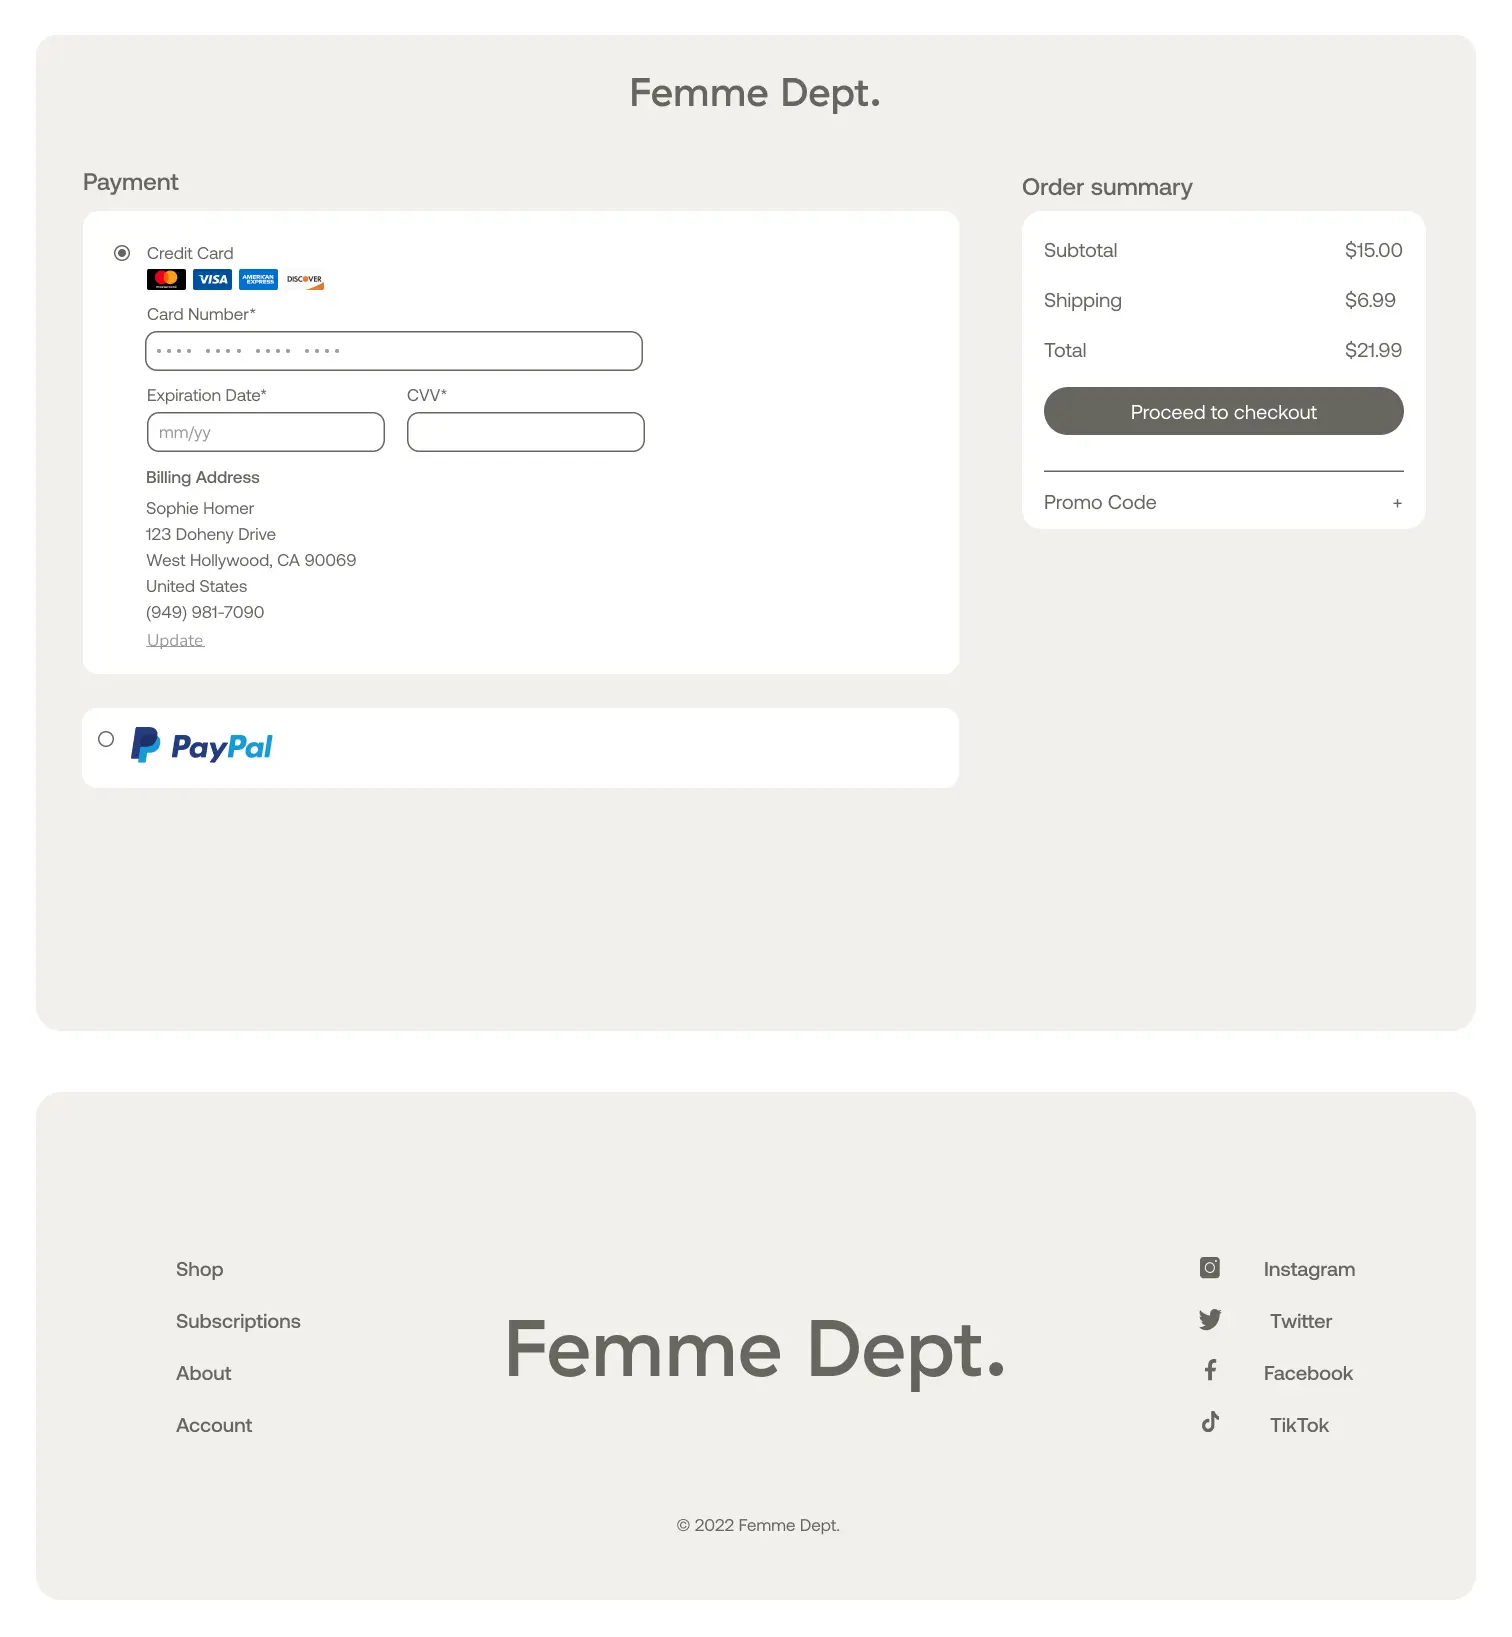 Femme Dept.
Payment
Credit Card
VISA
AMERICAN
EXPRESS
DISCOVER
Card Number*
•••• •••• •••• ••••
Expiration Date*
CVV*
mm/yy
Billing Address
Sophie Homer
123 Doheny Drive
West Hollywood, CA 90069
United States
(949) 981-7090
Update
PayPal
Order summary
Subtotal $15.00
Shipping $6.99
Total $21.99
Proceed to checkout
Promo Code +
Shop
Subscriptions
About
Account
Femme Dept.
Instagram
Twitter
Facebook
TikTok
© 2022 Femme Dept.